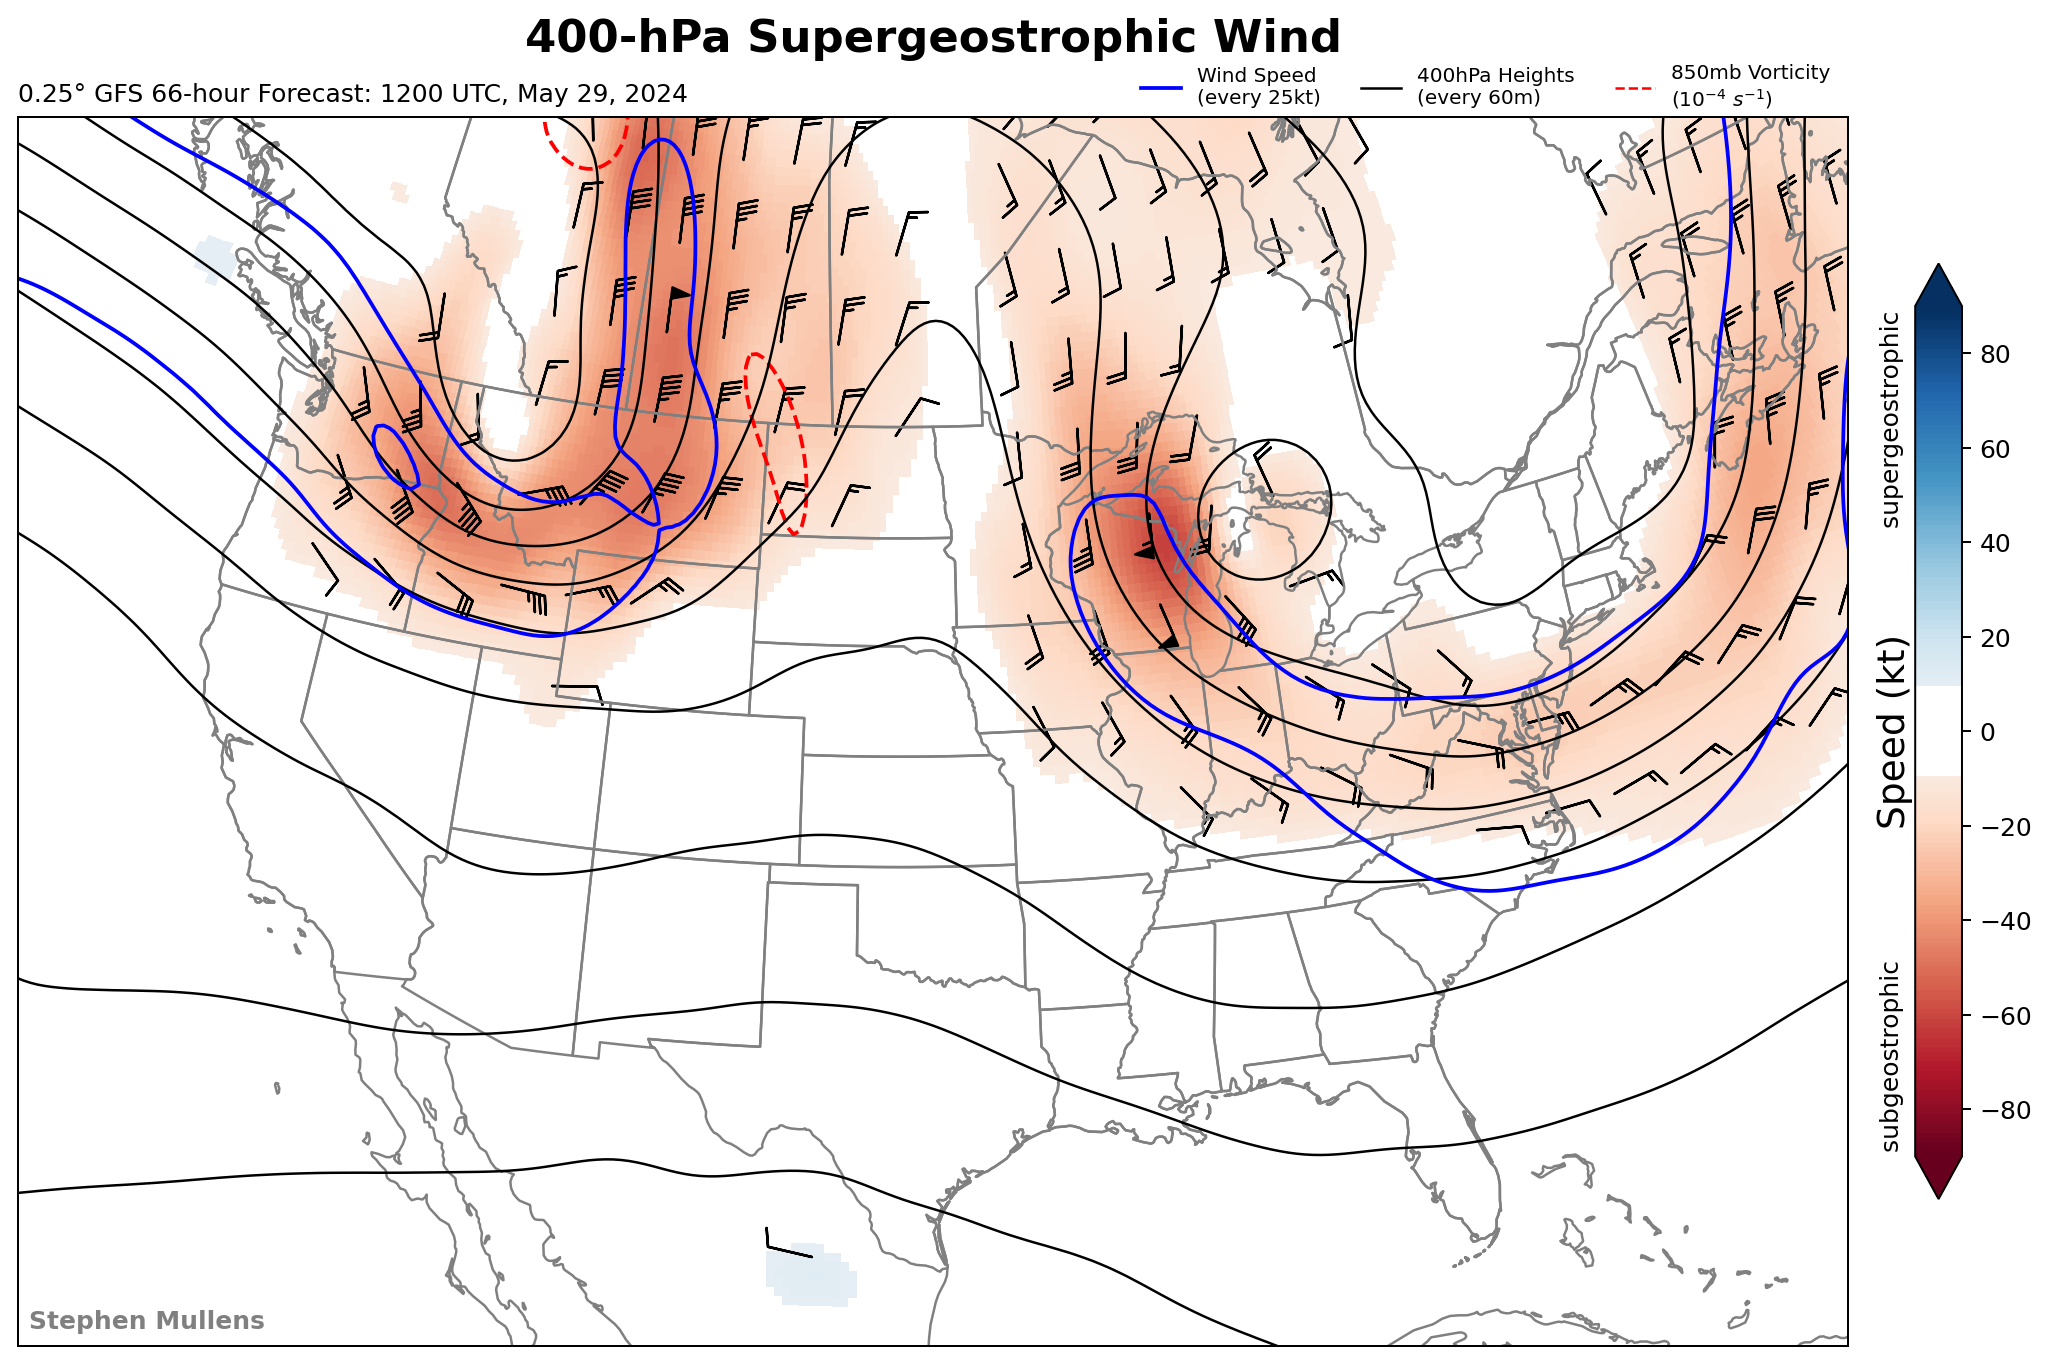 400-hPa Supergeostrophic Wind
0.25° GFS 66-hour Forecast: 1200 UTC, May 29, 2024
Wind Speed
(every 25kt)
400hPa Heights
(every 60m)
850mb Vorticity
(10⁻⁴ s⁻¹)
supergeostrophic
Speed (kt)
subgeostrophic
80
60
40
20
0
−20
−40
−60
−80
Stephen Mullens